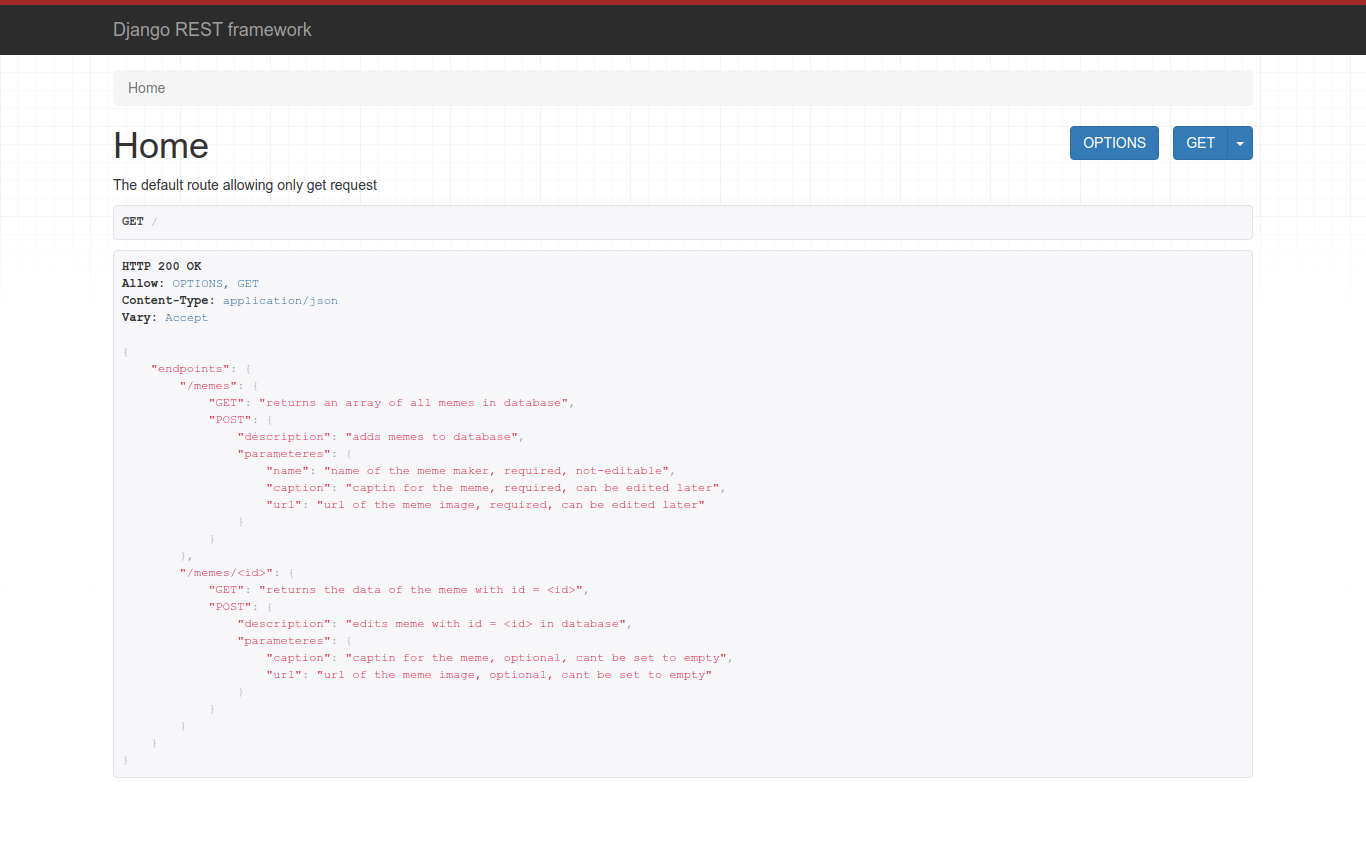 Django REST framework
Home
Home
OPTIONS
GET
The default route allowing only get request
GET /
HTTP 200 OK
Allow: OPTIONS, GET
Content-Type: application/json
Vary: Accept
{
    "endpoints": {
        "/memes": {
            "GET": "returns an array of all memes in database",
            "POST": {
                "description": "adds memes to database",
                "parameteres": {
                    "name": "name of the meme maker, required, not-editable",
                    "caption": "captin for the meme, required, can be edited later",
                    "url": "url of the meme image, required, can be edited later"
                }
            }
        },
        "/memes/<id>": {
            "GET": "returns the data of the meme with id = <id>",
            "POST": {
                "description": "edits meme with id = <id> in database",
                "parameteres": {
                    "caption": "captin for the meme, optional, cant be set to empty",
                    "url": "url of the meme image, optional, cant be set to empty"
                }
            }
        }
    }
}